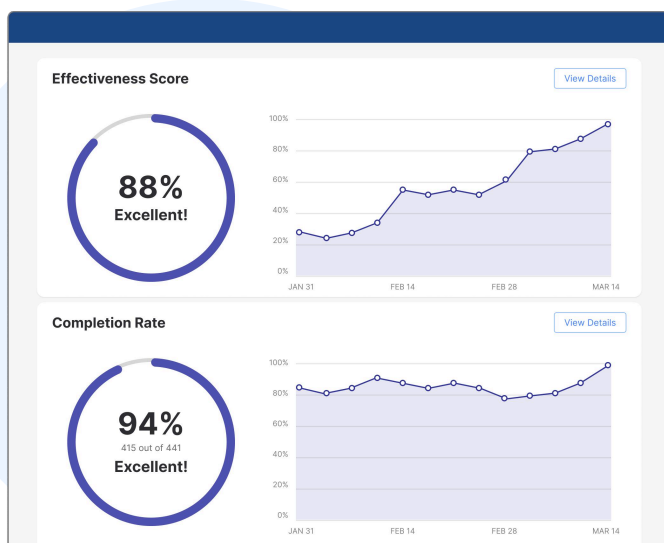 Effectiveness Score
View Details
88%
Excellent!
100%
80%
60%
40%
20%
0%
JAN 31 FEB 14 FEB 28 MAR 14
Completion Rate
View Details
94%
415 out of 441
Excellent!
100%
80%
60%
40%
20%
0%
JAN 31 FEB 14 FEB 28 MAR 14